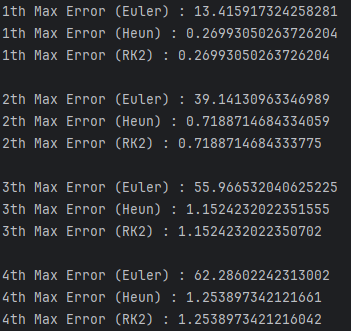 1th Max Error (Euler) : 13.415917324258281
1th Max Error (Heun) : 0.26993050263726204
1th Max Error (RK2) : 0.26993050263726204
2th Max Error (Euler) : 39.14130963346989
2th Max Error (Heun) : 0.7188714684334059
2th Max Error (RK2) : 0.7188714684333775
3th Max Error (Euler) : 55.966532040625225
3th Max Error (Heun) : 1.1524232022351555
3th Max Error (RK2) : 1.1524232022350702
4th Max Error (Euler) : 62.28602242313002
4th Max Error (Heun) : 1.253897342121661
4th Max Error (RK2) : 1.2538973421216042